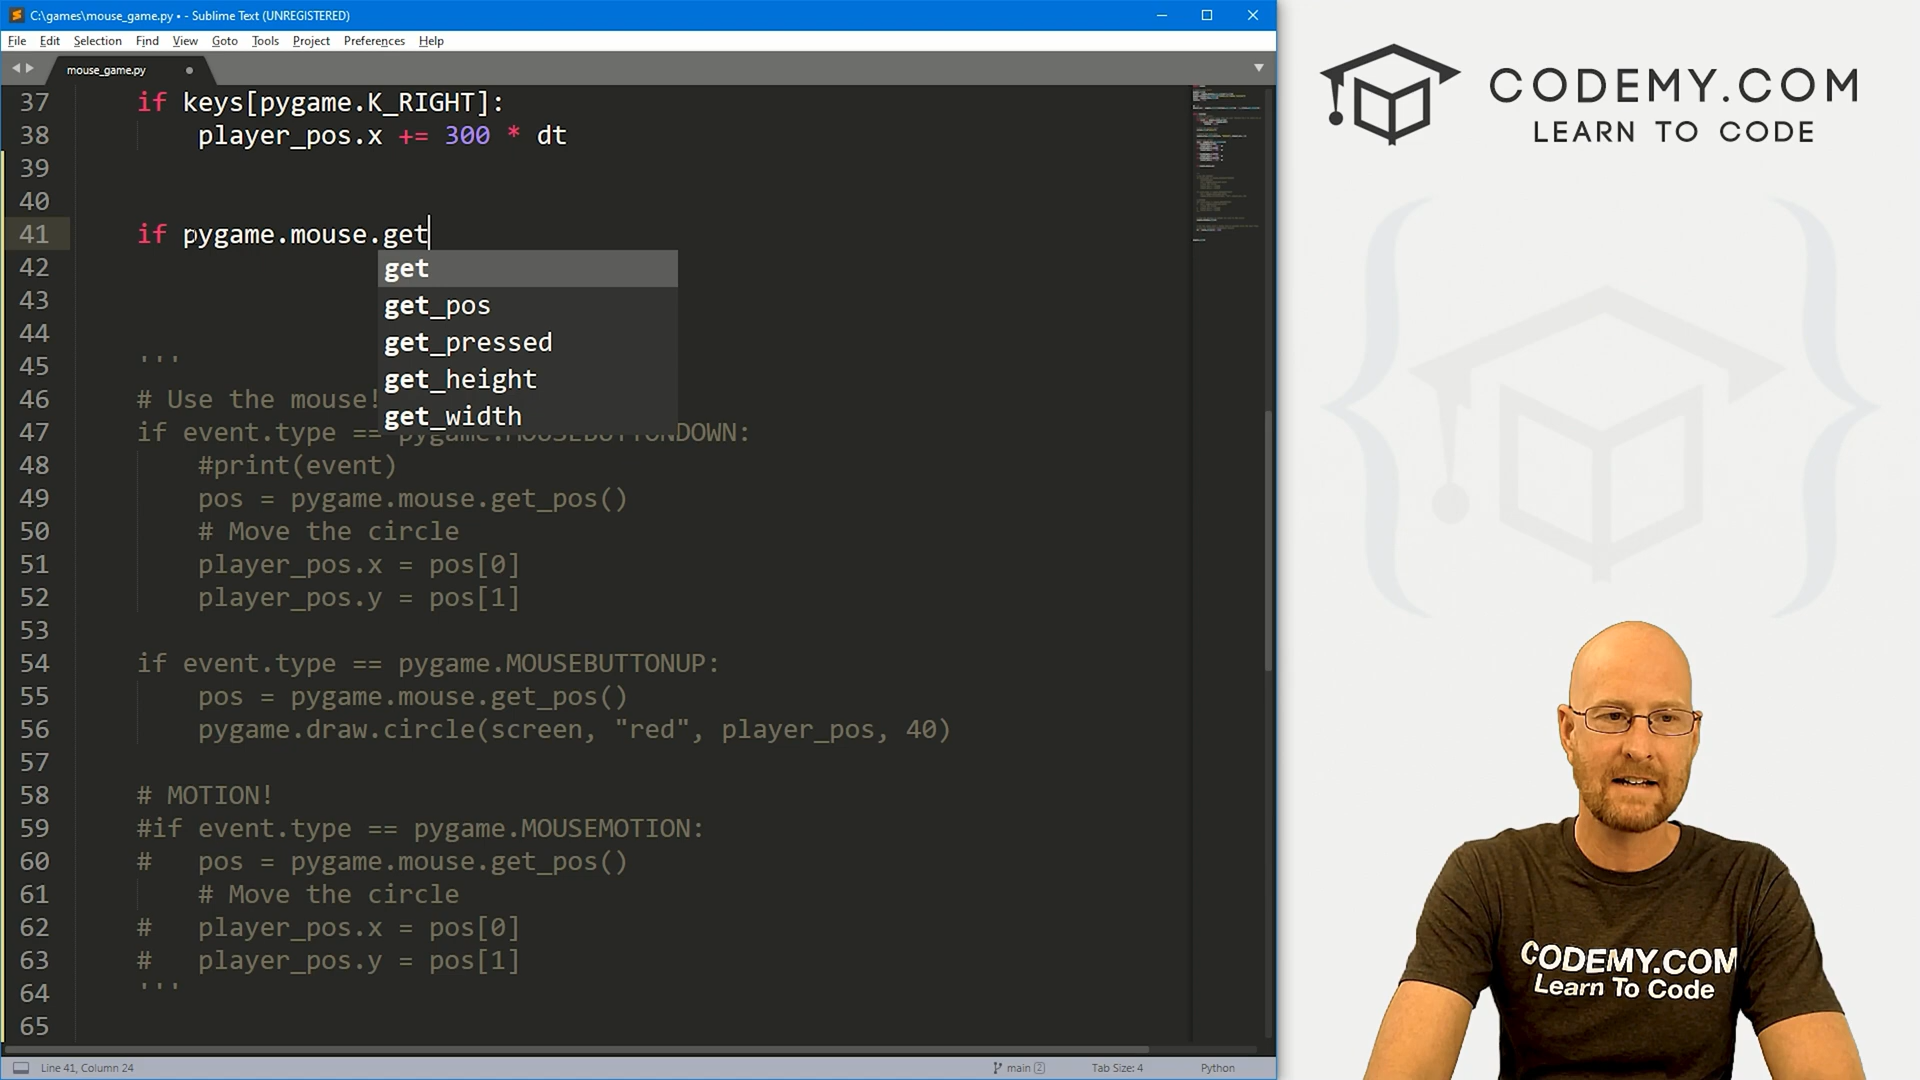 C:\games\mouse_game.py • - Sublime Text (UNREGISTERED)
File Edit Selection Find View Goto Tools Project Preferences Help
mouse_game.py
37 if keys[pygame.K_RIGHT]:
38 player_pos.x += 300 * dt
39
40
41 if pygame.mouse.get
42 get
43 get_pos
44 get_pressed
45 '''
get_height
46 # Use the mouse!
get_width
47 if event.type == pygame.MOUSEBUTTONDOWN:
48 #print(event)
49 pos = pygame.mouse.get_pos()
50 # Move the circle
51 player_pos.x = pos[0]
52 player_pos.y = pos[1]
53
54 if event.type == pygame.MOUSEBUTTONUP:
55 pos = pygame.mouse.get_pos()
56 pygame.draw.circle(screen, "red", player_pos, 40)
57
58 # MOTION!
59 #if event.type == pygame.MOUSEMOTION:
60 # pos = pygame.mouse.get_pos()
61 # Move the circle
62 # player_pos.x = pos[0]
63 # player_pos.y = pos[1]
64 '''
65
Line 41, Column 24 main 2 Tab Size: 4 Python
CODEMY.COM
LEARN TO CODE
CODEMY.COM
Learn To Code